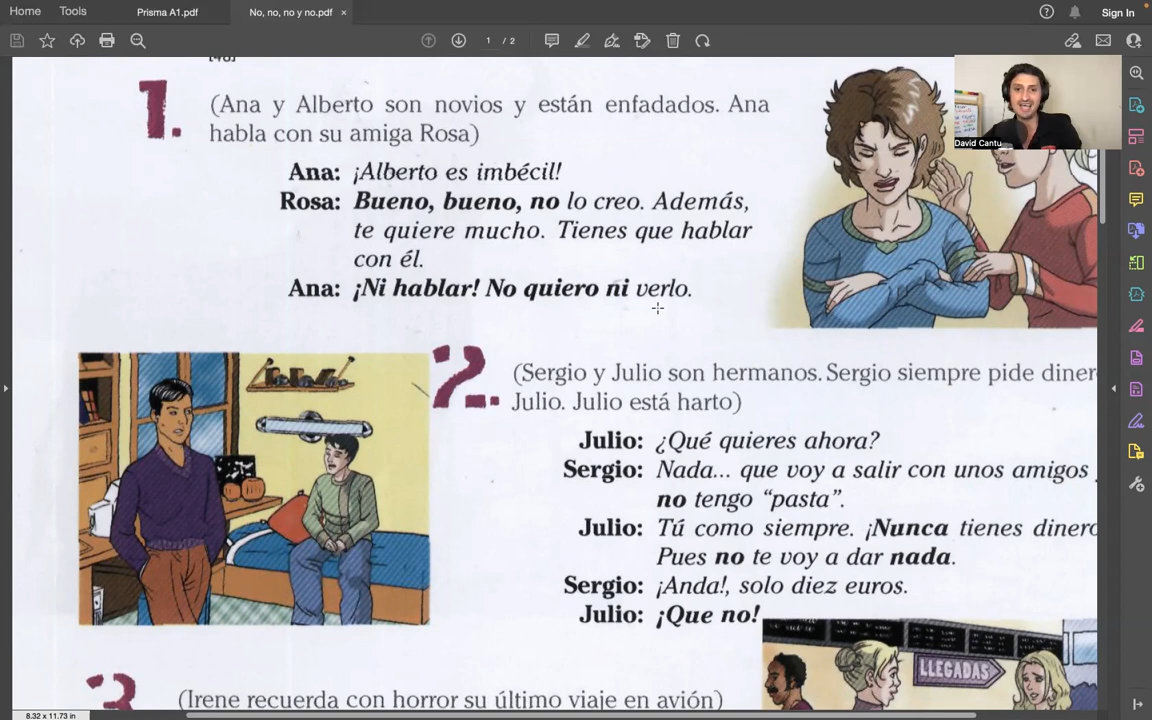 Home Tools Prisma A1.pdf No, no, no y no.pdf × Sign In
1 / 2
David Cantu
1.
(Ana y Alberto son novios y están enfadados. Ana
habla con su amiga Rosa)
Ana: ¡Alberto es imbécil!
Rosa: Bueno, bueno, no lo creo. Además,
te quiere mucho. Tienes que hablar
con él.
Ana: ¡Ni hablar! No quiero ni verlo.
2.
(Sergio y Julio son hermanos. Sergio siempre pide diner
Julio. Julio está harto)
Julio: ¿Qué quieres ahora?
Sergio: Nada... que voy a salir con unos amigos
no tengo “pasta”.
Julio: Tú como siempre. ¡Nunca tienes dinero
Pues no te voy a dar nada.
Sergio: ¡Anda!, solo diez euros.
Julio: ¡Que no!
LLEGADAS
3
(Irene recuerda con horror su último viaje en avión)
8.32 x 11.73 in